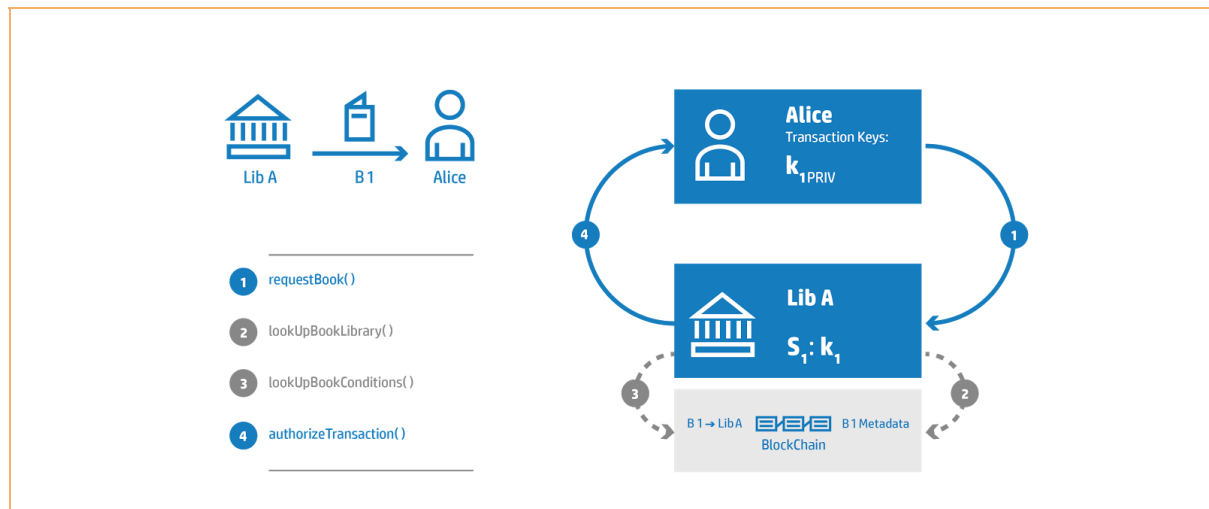 Lib A
B 1
Alice
1 requestBook( )
2 lookUpBookLibrary( )
3 lookUpBookConditions( )
4 authorizeTransaction( )
Alice
Transaction Keys:
k1PRIV
4
1
Lib A
S1: k1
3
2
B 1 → Lib A
B 1 Metadata
BlockChain